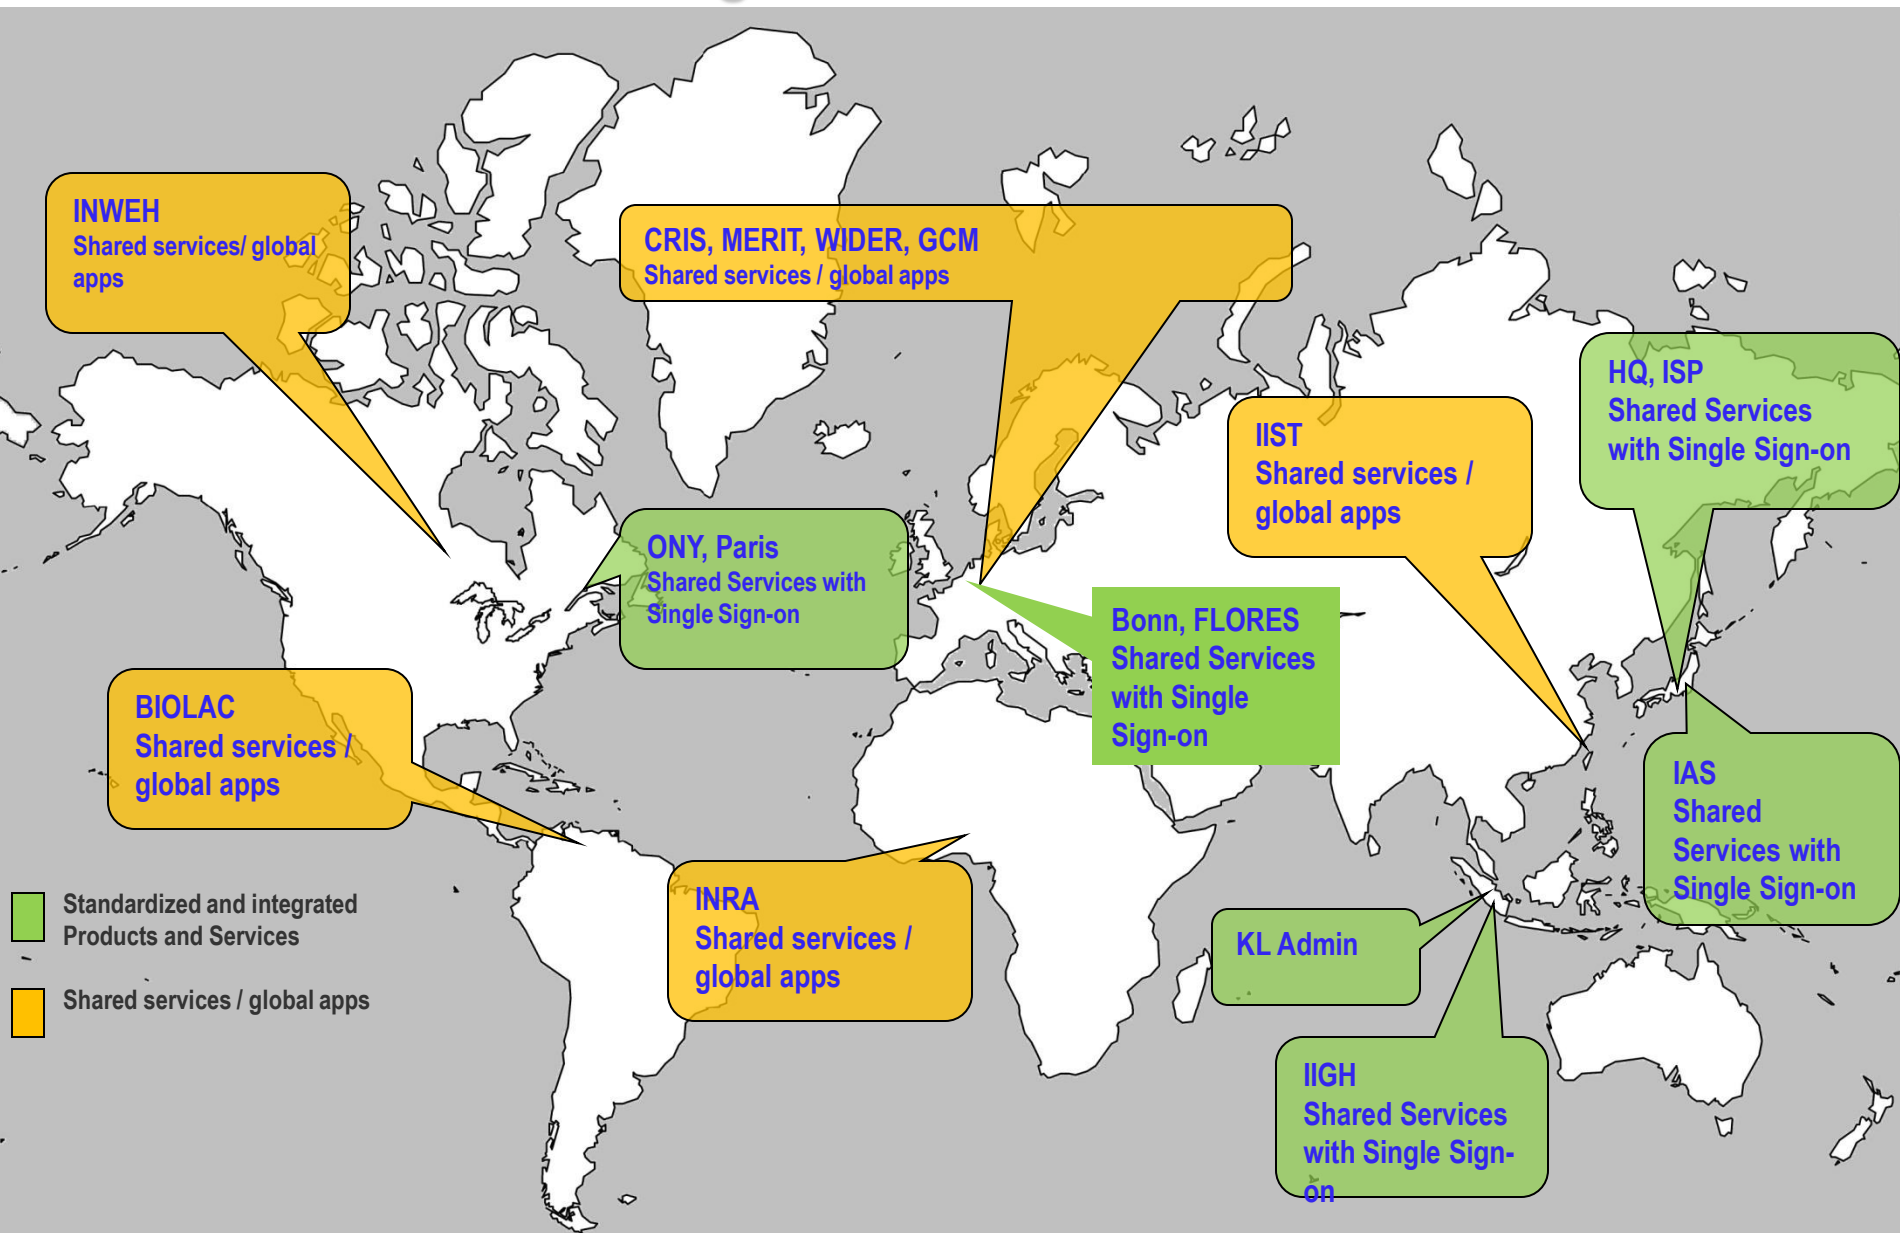 INWEH
Shared services/ global
apps
CRIS, MERIT, WIDER, GCM
Shared services / global apps
HQ, ISP
Shared Services
with Single Sign-on
IIST
Shared services /
global apps
ONY, Paris
Shared Services with
Single Sign-on
Bonn, FLORES
Shared Services
with Single
Sign-on
BIOLAC
Shared services /
global apps
IAS
Shared
Services with
Single Sign-on
INRA
Shared services /
global apps
KL Admin
IIGH
Shared Services
with Single Sign-
on
Standardized and integrated
Products and Services
Shared services / global apps